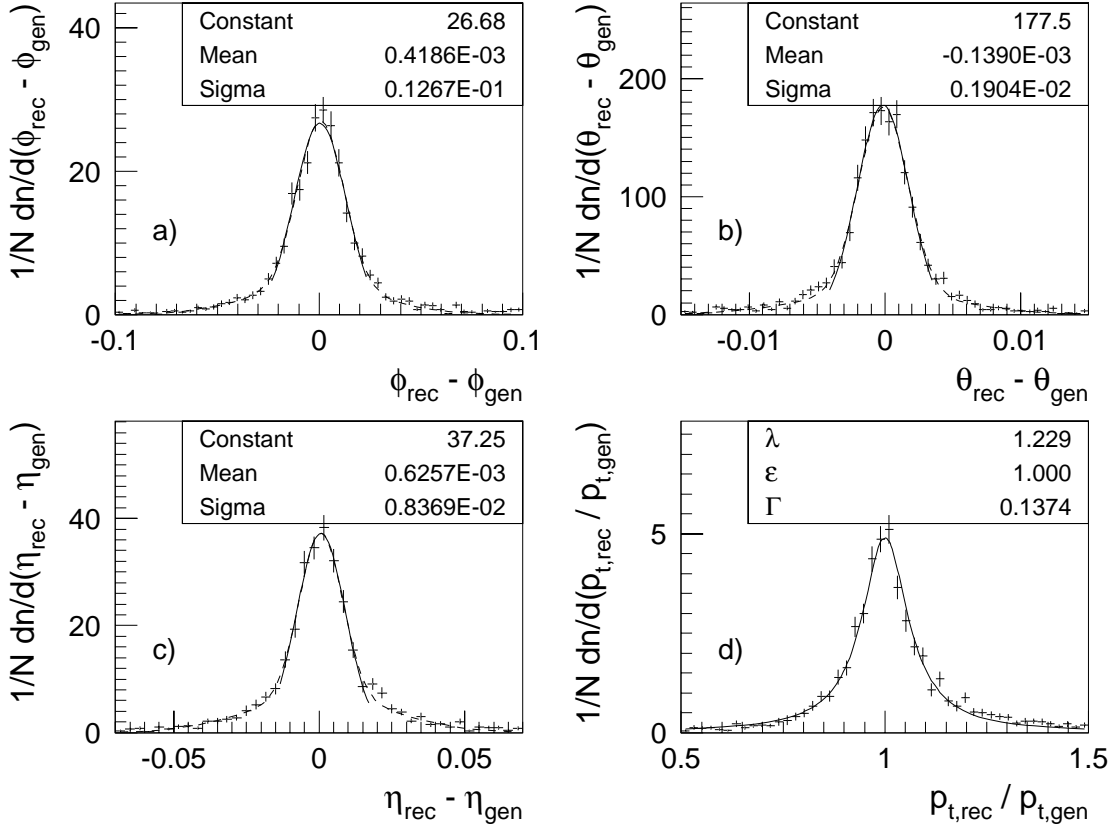 Constant 26.68
Mean 0.4186E-03
Sigma 0.1267E-01
1/N dn/d(ϕrec - ϕgen)
40
20
0
a)
-0.1 0 0.1
ϕrec - ϕgen
Constant 177.5
Mean -0.1390E-03
Sigma 0.1904E-02
1/N dn/d(θrec - θgen)
200
100
0
b)
-0.01 0 0.01
θrec - θgen
Constant 37.25
Mean 0.6257E-03
Sigma 0.8369E-02
1/N dn/d(ηrec - ηgen)
40
20
0
c)
-0.05 0 0.05
ηrec - ηgen
λ 1.229
ε 1.000
Γ 0.1374
1/N dn/d(pt,rec / pt,gen)
5
0
d)
0.5 1 1.5
pt,rec / pt,gen